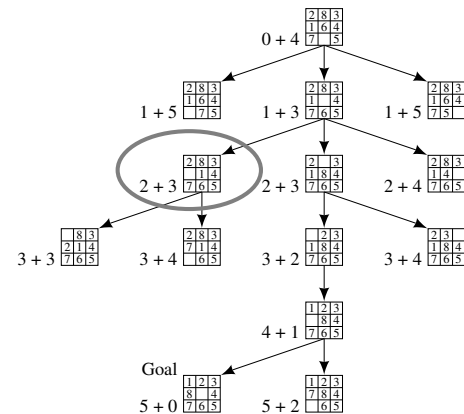 2 8 3
1 6 4
0 + 4 7 5
2 8 3 2 8 3 2 8 3
1 6 4 1 4 1 6 4
1 + 5 7 5 1 + 3 7 6 5 1 + 5 7 5
2 8 3 2 3 2 8 3
1 4 1 8 4 1 4
2 + 3 7 6 5 2 + 3 7 6 5 2 + 4 7 6 5
8 3 2 8 3 2 3 2 3
2 1 4 7 1 4 1 8 4 1 8 4
3 + 3 7 6 5 3 + 4 6 5 3 + 2 7 6 5 3 + 4 7 6 5
1 2 3
8 4
4 + 1 7 6 5
Goal
1 2 3 1 2 3
8 4 7 8 4
5 + 0 7 6 5 5 + 2 6 5